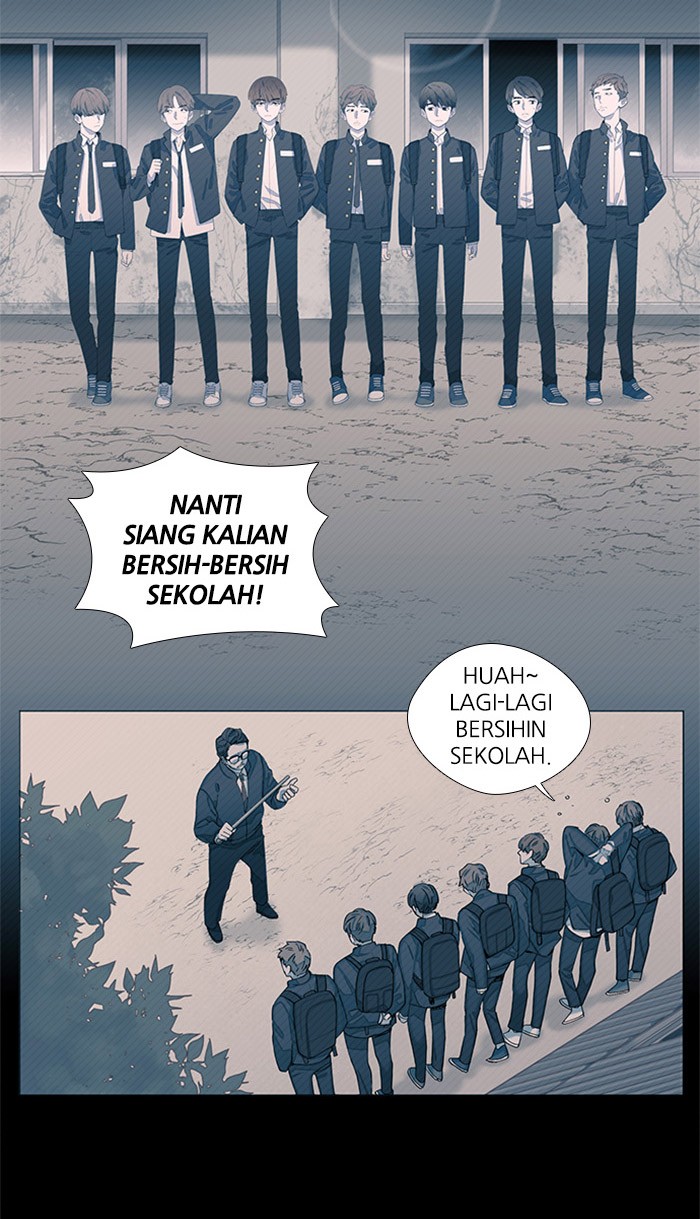 NANTI
SIANG KALIAN
BERSIH-BERSIH
SEKOLAH!
HUAH~
LAGI-LAGI
BERSIHIN
SEKOLAH.